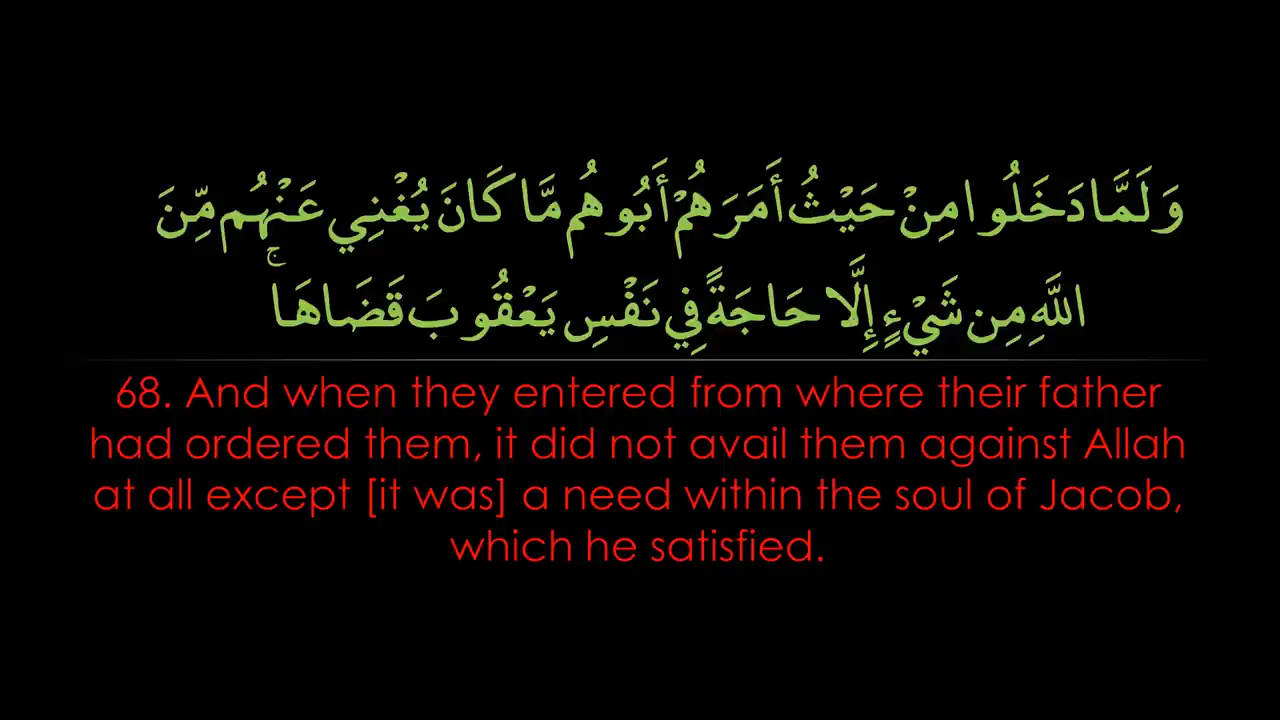 وَلَمَّا دَخَلُوا مِنْ حَيْثُ أَمَرَهُمْ أَبُوهُم مَّا كَانَ يُغْنِي عَنْهُم مِّنَ
اللَّهِ مِن شَيْءٍ إِلَّا حَاجَةً فِي نَفْسِ يَعْقُوبَ قَضَاهَا ۚ
68. And when they entered from where their father
had ordered them, it did not avail them against Allah
at all except [it was] a need within the soul of Jacob,
which he satisfied.